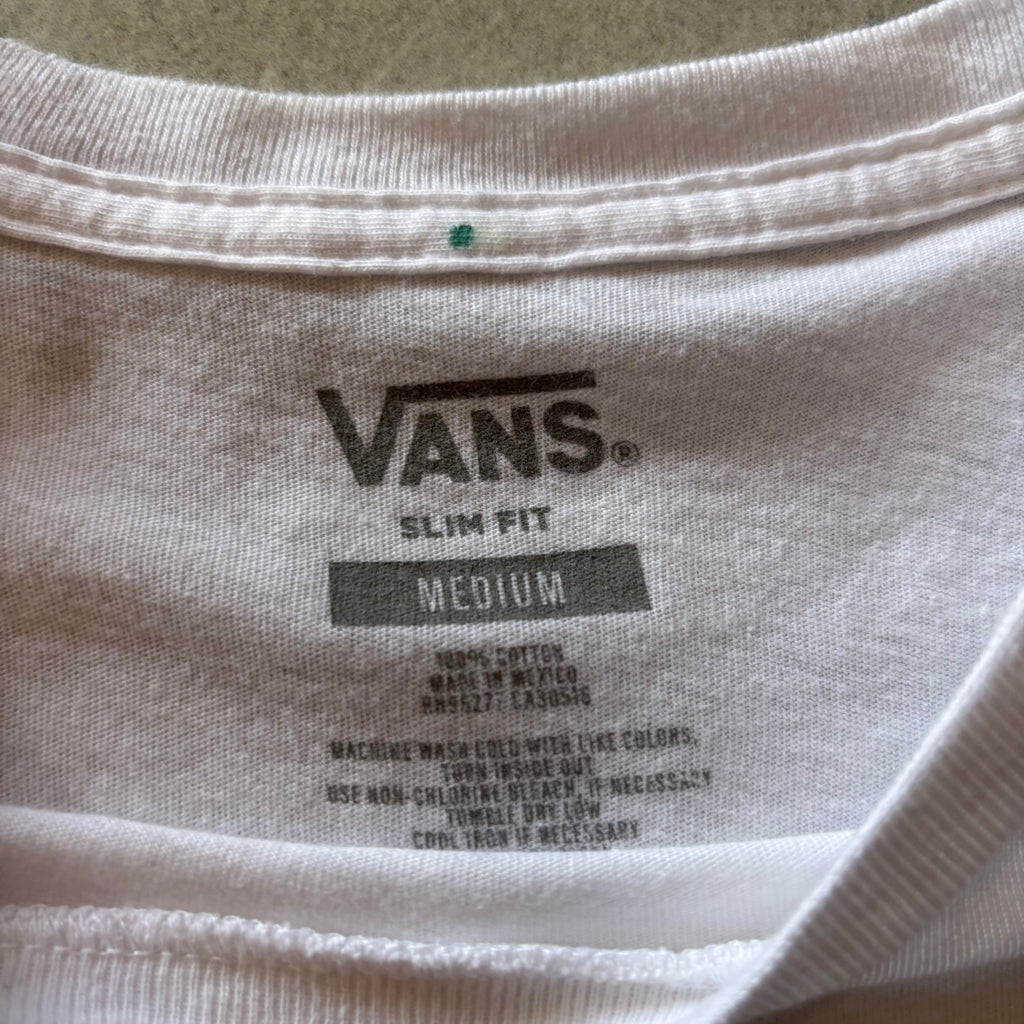 VANS®
SLIM FIT
MEDIUM
100% COTTON
MADE IN MEXICO
CA30516
MACHINE WASH COLD WITH LIKE COLORS,
TURN INSIDE OUT
USE NON-CHLORINE BLEACH, IF NECESSARY
TUMBLE DRY LOW
COOL IRON IF NECESSARY